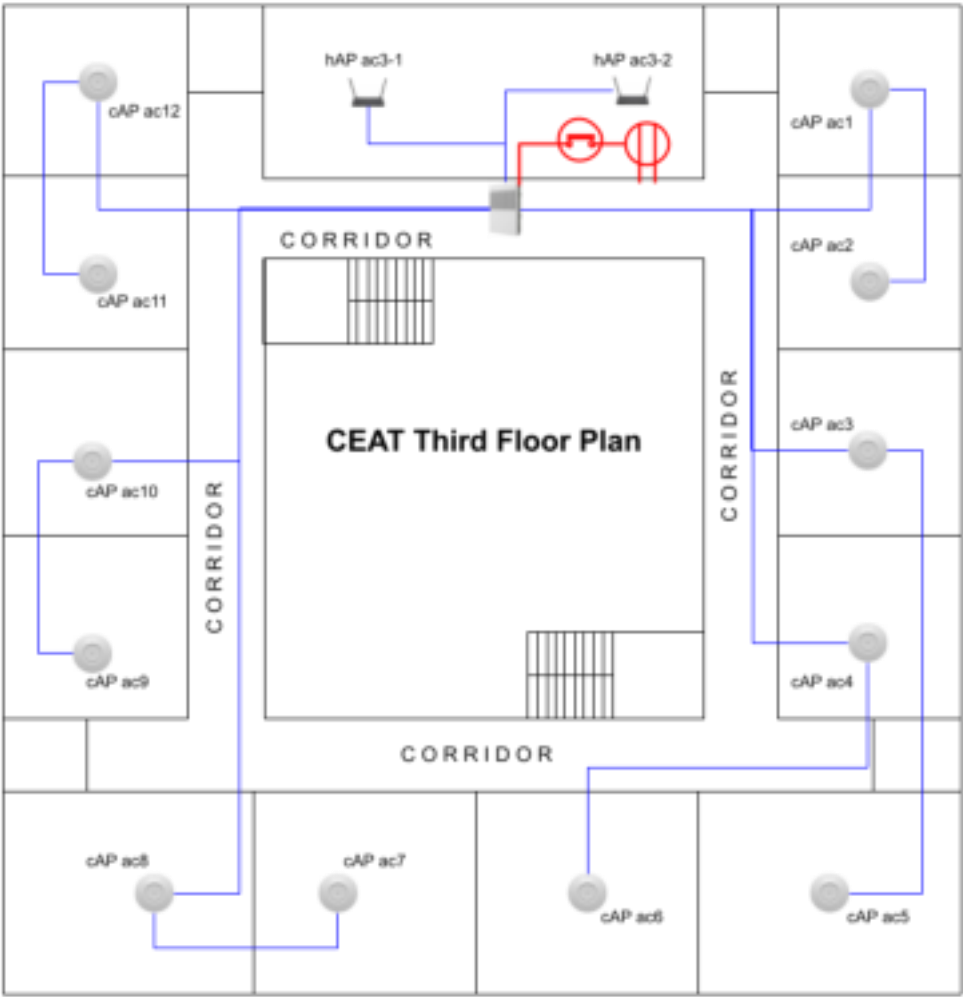 hAP ac3-1
hAP ac3-2
cAP ac12
cAP ac1
CORRIDOR
cAP ac2
cAP ac11
CEAT Third Floor Plan
CORRIDOR
cAP ac3
cAP ac10
CORRIDOR
cAP ac9
cAP ac4
CORRIDOR
cAP ac8
cAP ac7
cAP ac6
cAP ac5